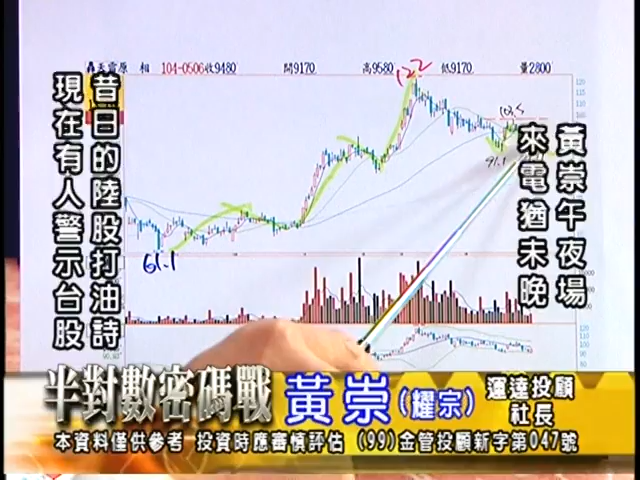 104-0506收9480
開9170
高9580
低9170
量2800
122
103.5
91.1
61.1
昔日的陸股打油詩
現在有人警示台股
黃崇午夜場
來電猶未晚
半對數密碼戰
黃崇(耀宗)
運達投顧
社長
本資料僅供參考 投資時應審慎評估 (99)金管投顧新字第047號